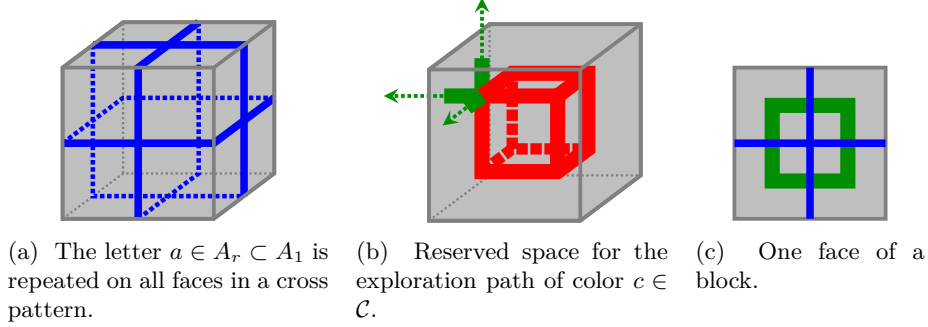 (a) The letter a ∈ A_r ⊂ A_1 is
repeated on all faces in a cross
pattern.
(b) Reserved space for the
exploration path of color c ∈
𝒞.
(c) One face of a
block.